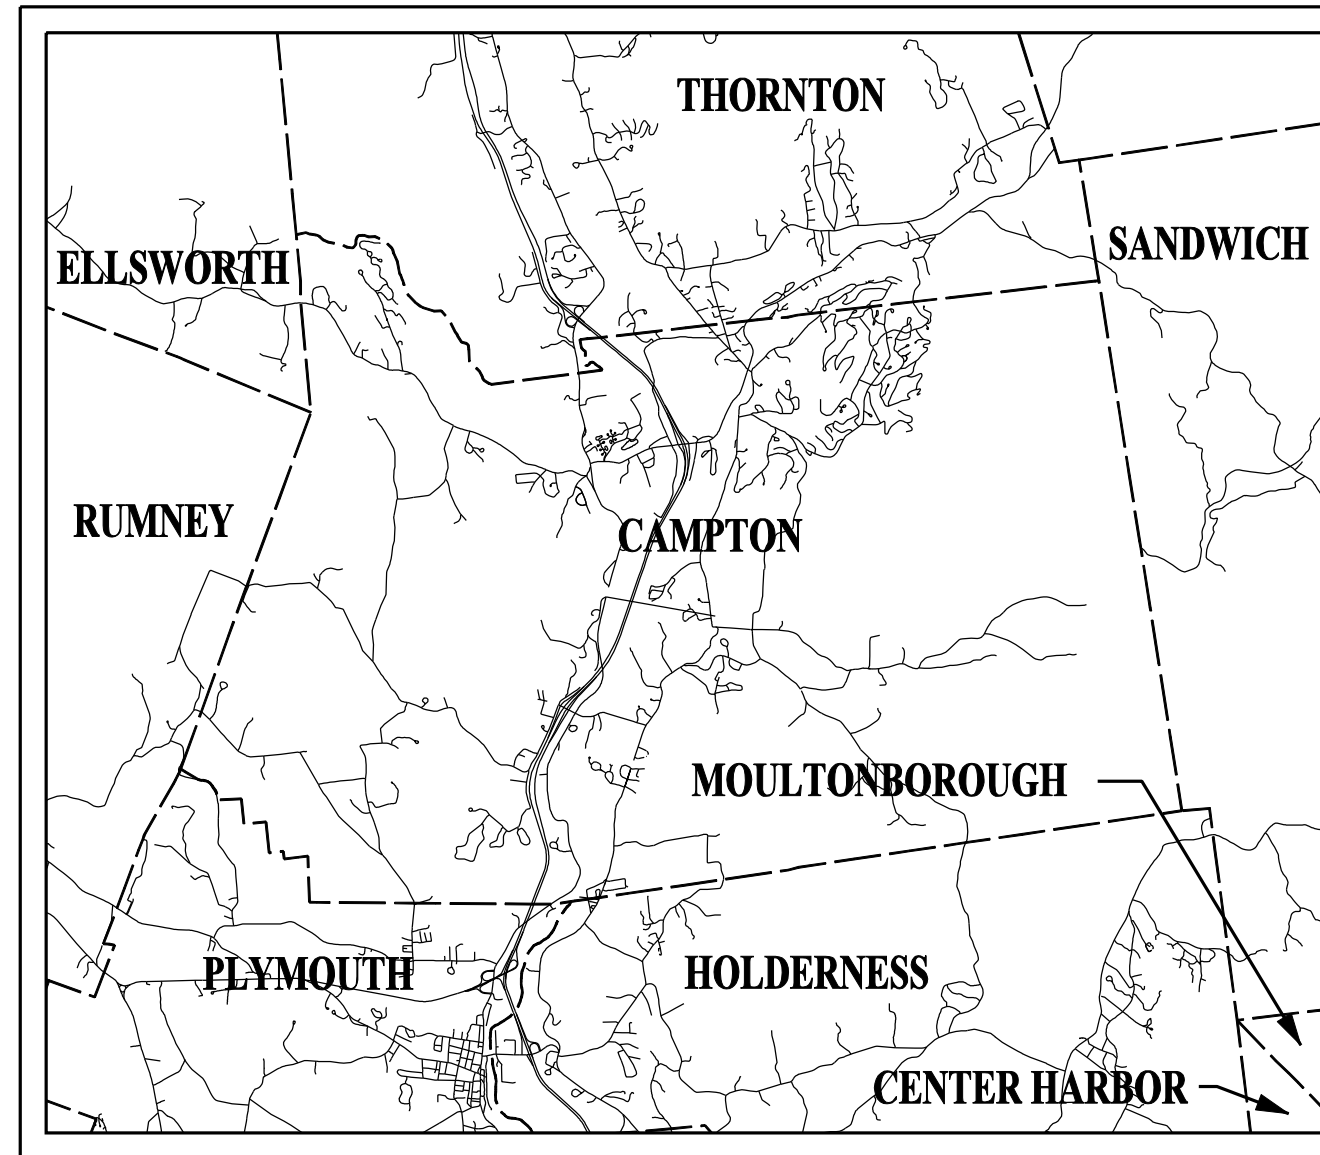 THORNTON
SANDWICH
ELLSWORTH
RUMNEY
CAMPTON
MOULTONBOROUGH
PLYMOUTH
HOLDERNESS
CENTER HARBOR